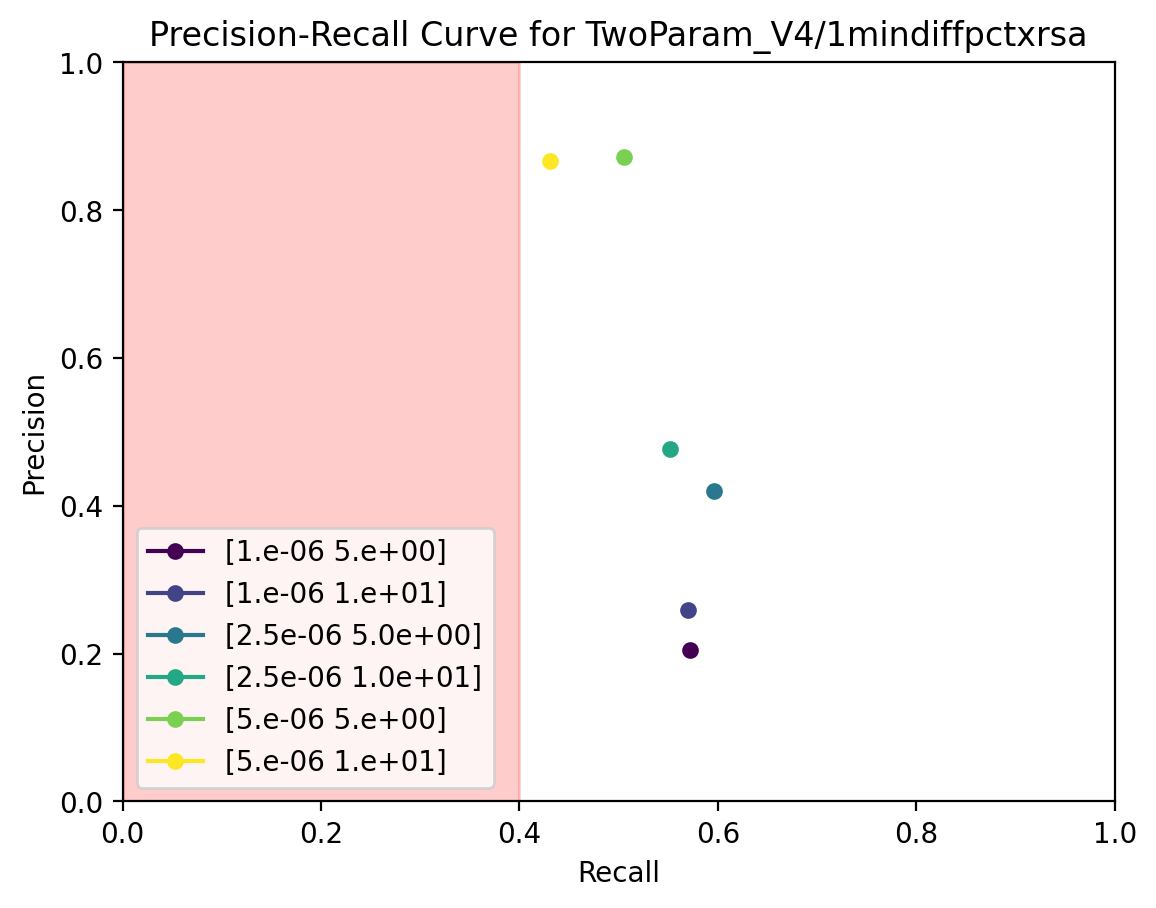 Precision-Recall Curve for TwoParam_V4/1mindiffpctxrsa
1.0
0.8
0.6
0.4
0.2
0.0
Precision
[1.e-06 5.e+00]
[1.e-06 1.e+01]
[2.5e-06 5.0e+00]
[2.5e-06 1.0e+01]
[5.e-06 5.e+00]
[5.e-06 1.e+01]
0.0 0.2 0.4 0.6 0.8 1.0
Recall